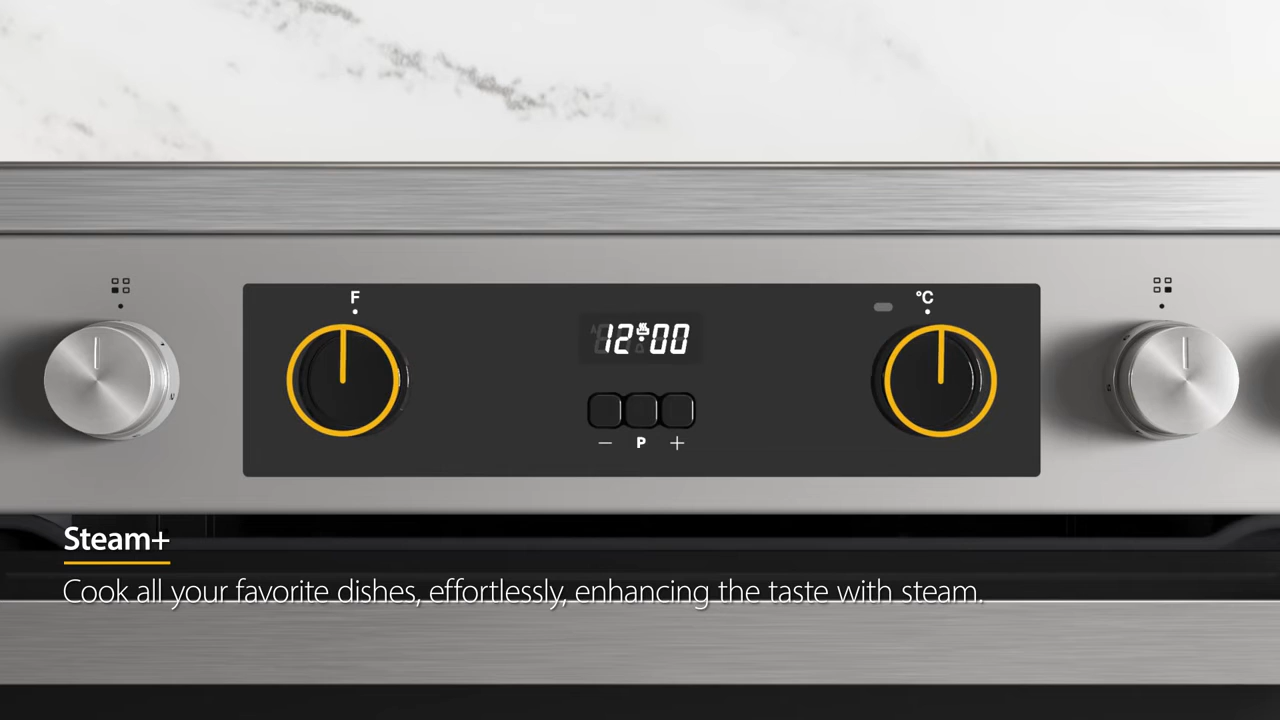 F
°C
12:00
− P +
Steam+
Cook all your favorite dishes, effortlessly, enhancing the taste with steam.